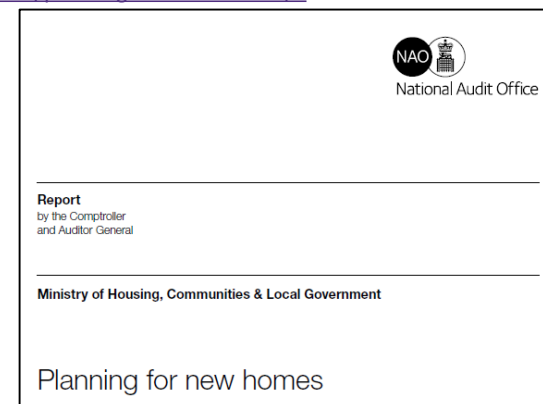 NAO
National Audit Office
Report
by the Comptroller
and Auditor General
Ministry of Housing, Communities & Local Government
Planning for new homes